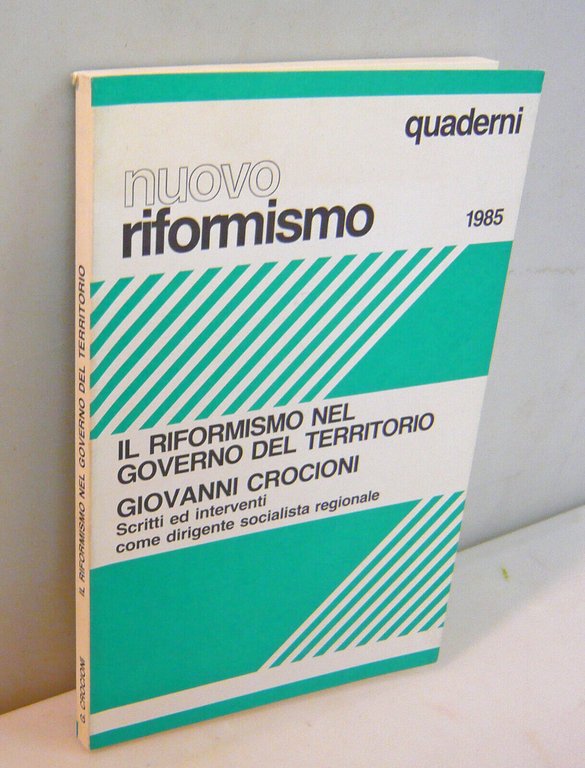 quaderni
nuovo
riformismo
1985
IL RIFORMISMO NEL
GOVERNO DEL TERRITORIO
GIOVANNI CROCIONI
Scritti ed interventi
come dirigente socialista regionale
G. CROCIONI IL RIFORMISMO NEL GOVERNO DEL TERRITORIO